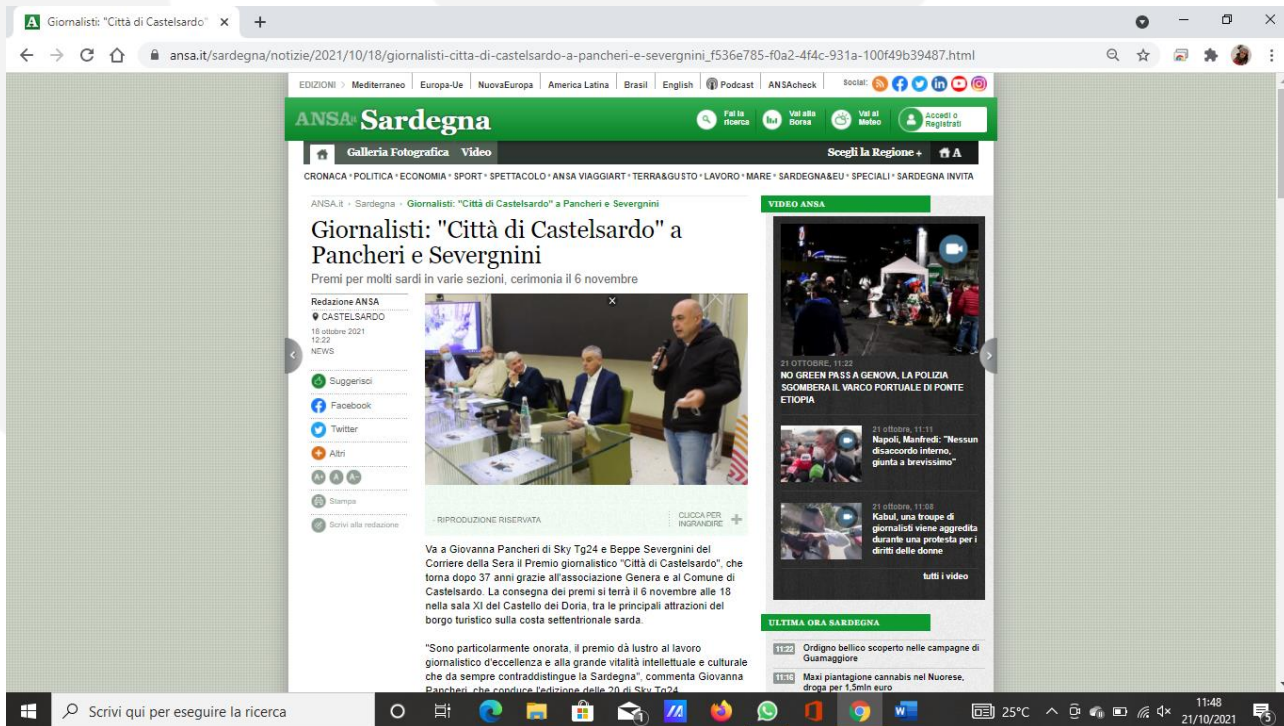 Giornalisti: "Città di Castelsardo"
ansa.it/sardegna/notizie/2021/10/18/giornalisti-citta-di-castelsardo-a-pancheri-e-severgnini_f536e785-f0a2-4f4c-931a-100f49b39487.html
EDIZIONI > Mediterraneo Europa-Ue NuovaEuropa America Latina Brasil English Podcast ANSAcheck Social:
ANSA.it Sardegna
Fai la ricerca
Vai alla Borsa
Vai al Meteo
Accedi o Registrati
Galleria Fotografica Video Scegli la Regione + A
CRONACA • POLITICA • ECONOMIA • SPORT • SPETTACOLO • ANSA VIAGGIART • TERRA&GUSTO • LAVORO • MARE • SARDEGNA&EU • SPECIALI • SARDEGNA INVITA
ANSA.it › Sardegna › Giornalisti: "Città di Castelsardo" a Pancheri e Severgnini
Giornalisti: "Città di Castelsardo" a
Pancheri e Severgnini
Premi per molti sardi in varie sezioni, cerimonia il 6 novembre
Redazione ANSA
CASTELSARDO
18 ottobre 2021
12:22
NEWS
Suggerisci
Facebook
Twitter
Altri
A+ A A-
Stampa
Scrivi alla redazione
- RIPRODUZIONE RISERVATA
CLICCA PER
INGRANDIRE
Va a Giovanna Pancheri di Sky Tg24 e Beppe Severgnini del
Corriere della Sera il Premio giornalistico "Città di Castelsardo", che
torna dopo 37 anni grazie all'associazione Genera e al Comune di
Castelsardo. La consegna dei premi si terrà il 6 novembre alle 18
nella sala XI del Castello dei Doria, tra le principali attrazioni del
borgo turistico sulla costa settentrionale sarda.
"Sono particolarmente onorata, il premio dà lustro al lavoro
giornalistico d'eccellenza e alla grande vitalità intellettuale e culturale
che da sempre contraddistingue la Sardegna", commenta Giovanna
Pancheri, che conduce l'edizione delle 20 di Sky Tg24
VIDEO ANSA
21 OTTOBRE, 11:22
NO GREEN PASS A GENOVA, LA POLIZIA
SGOMBERA IL VARCO PORTUALE DI PONTE
ETIOPIA
21 ottobre, 11:11
Napoli, Manfredi: "Nessun
disaccordo interno,
giunta a brevissimo"
21 ottobre, 11:08
Kabul, una troupe di
giornalisti viene aggredita
durante una protesta per i
diritti delle donne
tutti i video
ULTIMA ORA SARDEGNA
11:22 Ordigno bellico scoperto nelle campagne di
Guamaggiore
11:16 Maxi piantagione cannabis nel Nuorese,
droga per 1,5mln euro
Scrivi qui per eseguire la ricerca
25°C
11:48
21/10/2021